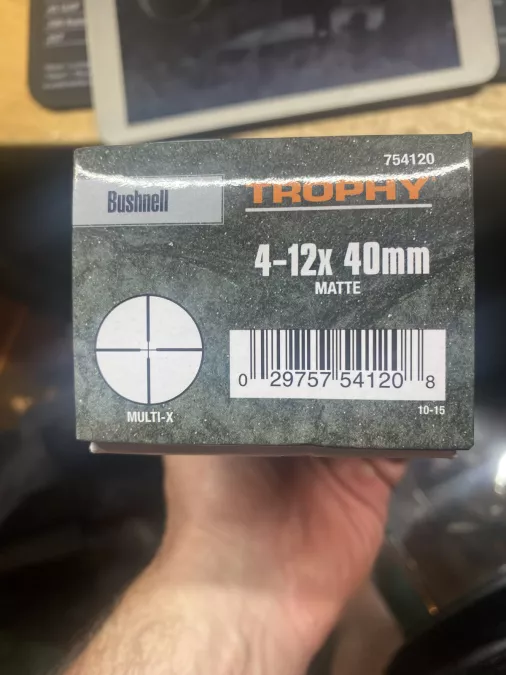 754120
Bushnell
TROPHY
4-12x 40mm
MATTE
MULTI-X
0 29757 54120 8
10-15